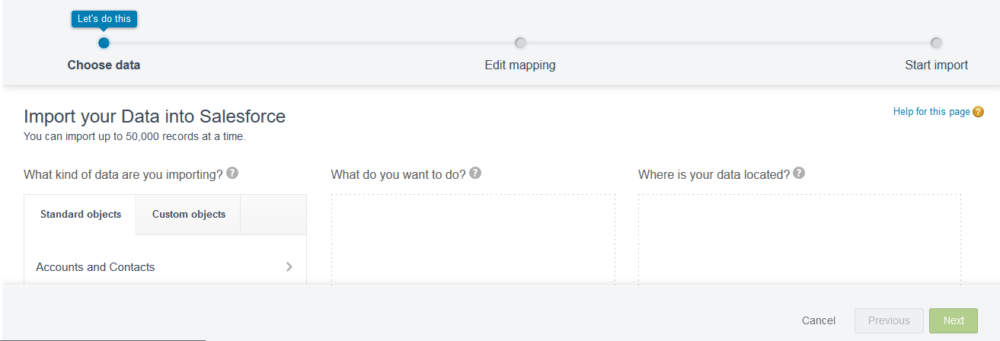 Let's do this
Choose data
Edit mapping
Start import
Import your Data into Salesforce
Help for this page ?
You can import up to 50,000 records at a time.
What kind of data are you importing? ?
What do you want to do? ?
Where is your data located? ?
Standard objects
Custom objects
Accounts and Contacts
Cancel
Previous
Next